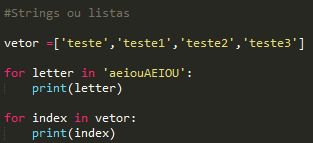 #Strings ou listas
vetor =['teste','teste1','teste2','teste3']
for letter in 'aeiouAEIOU':
    print(letter)
for index in vetor:
    print(index)